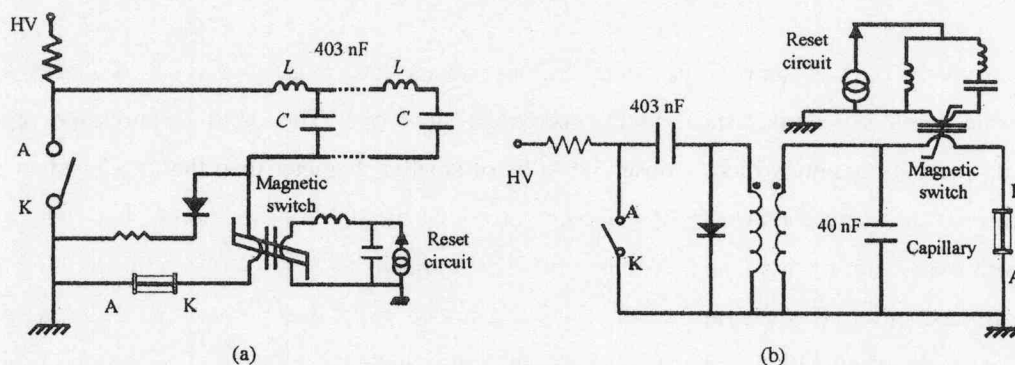 HV
403 nF
L
L
C
C
A
K
Magnetic
switch
Reset
circuit
A
K
(a)
Reset
circuit
403 nF
HV
A
K
Magnetic
switch
40 nF
Capillary
A
(b)